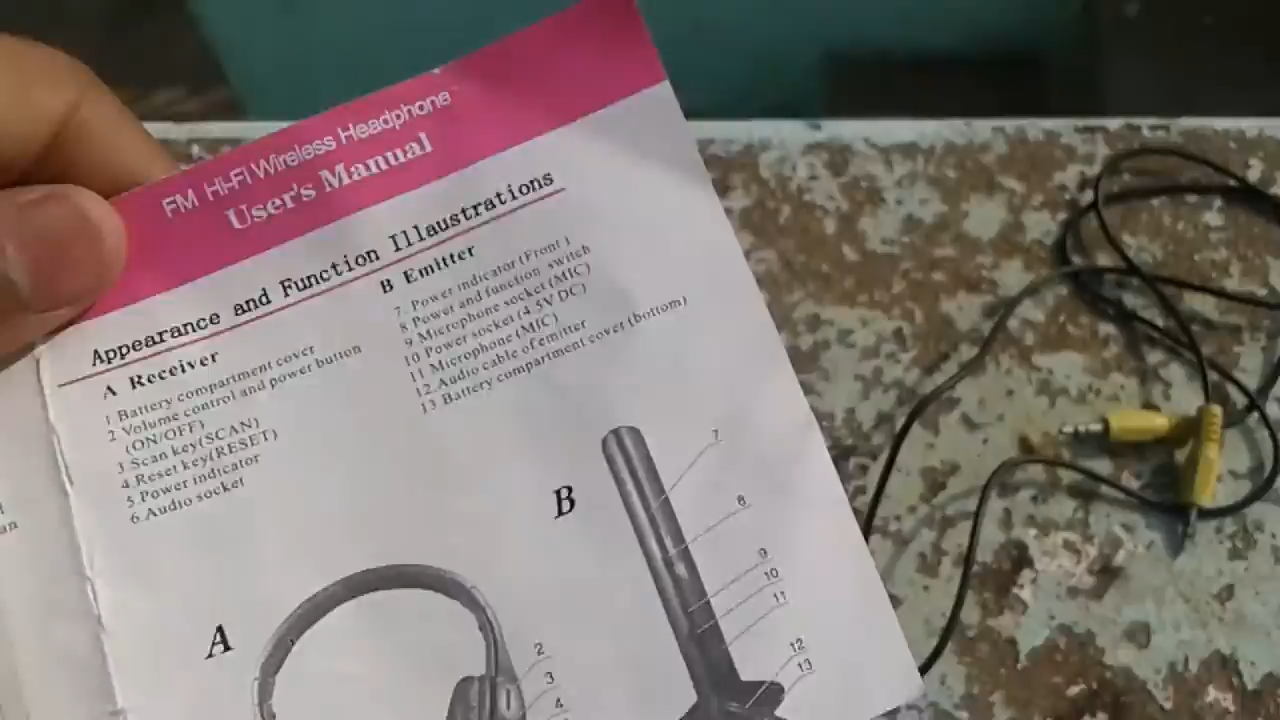 FM HI-FI Wireless Headphone
User's Manual
Appearance and Function Illaustrations
A Receiver
1 Battery compartment cover
2 Volume control and power button
(ON/OFF)
3.Scan key(SCAN)
4.Reset key(RESET)
5.Power indicator
6.Audio socket
B Emitter
7. Power indicator(Front)
8 Power and function switch
9.Microphone socket(MIC)
10 Power socket(4.5V DC)
11 Microphone(MIC)
12.Audio cable of emitter
13 Battery compartment cover(bottom)
A
2
3
4
B
7
8
9
10
11
12
13
an